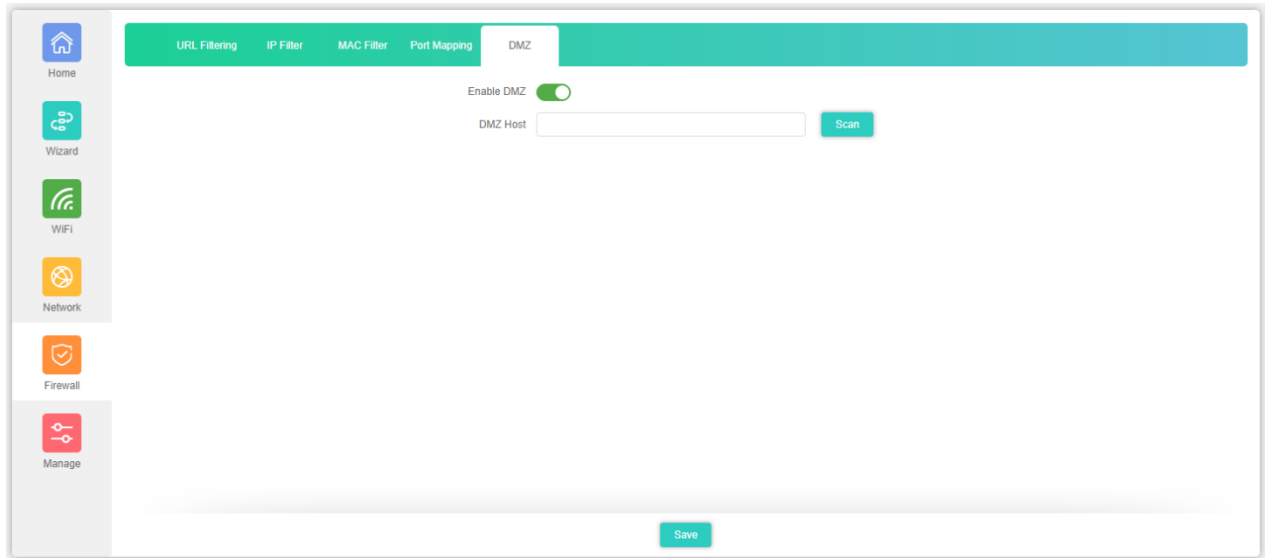 Home
Wizard
WiFi
Network
Firewall
Manage
URL Filtering IP Filter MAC Filter Port Mapping DMZ
Enable DMZ
DMZ Host Scan
Save